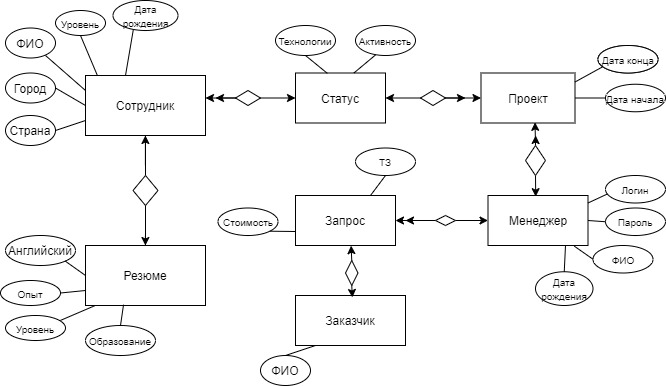 Дата
рождения
Уровень
ФИО
Город
Страна
Сотрудник
Технологии
Активность
Статус
Дата конца
Дата начала
Проект
ТЗ
Стоимость
Запрос
Логин
Пароль
ФИО
Дата
рождения
Менеджер
Английский
Опыт
Уровень
Образование
Резюме
Заказчик
ФИО